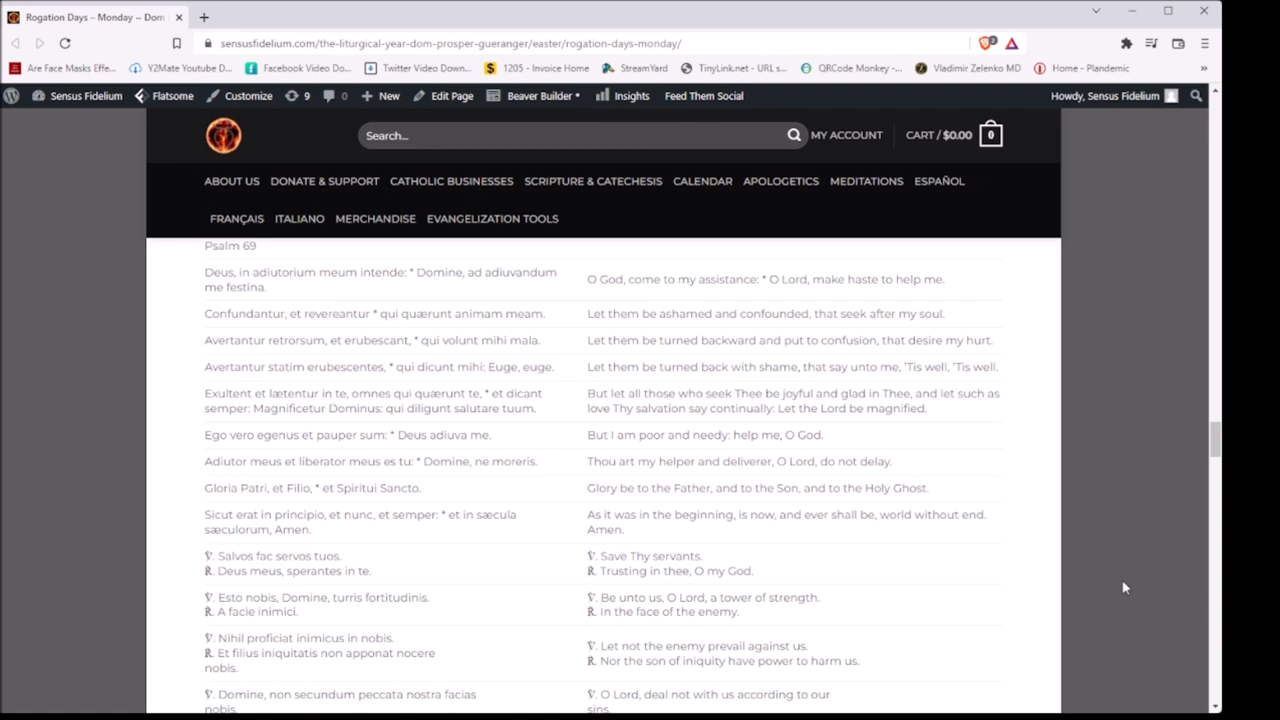 Rogation Days – Monday – Dom
sensusfidelium.com/the-liturgical-year-dom-prosper-gueranger/easter/rogation-days-monday/
Are Face Masks Effe... Y2Mate Youtube D... Facebook Video Do... Twitter Video Down... 1205 - Invoice Home StreamYard TinyLink.net - URL s... QRCode Monkey -... Vladimir Zelenko MD Home - Plandemic »
Sensus Fidelium Flatsome Customize 9 0 New Edit Page Beaver Builder Insights Feed Them Social Howdy, Sensus Fidelium
Search... MY ACCOUNT CART / $0.00 0
ABOUT US DONATE & SUPPORT CATHOLIC BUSINESSES SCRIPTURE & CATECHESIS CALENDAR APOLOGETICS MEDITATIONS ESPAÑOL
FRANÇAIS ITALIANO MERCHANDISE EVANGELIZATION TOOLS
Psalm 69
Deus, in adiutorium meum intende: * Domine, ad adiuvandum
me festina.
O God, come to my assistance: * O Lord, make haste to help me.
Confundantur, et revereantur * qui quærunt animam meam.
Let them be ashamed and confounded, that seek after my soul.
Avertantur retrorsum, et erubescant, * qui volunt mihi mala.
Let them be turned backward and put to confusion, that desire my hurt.
Avertantur statim erubescentes, * qui dicunt mihi: Euge, euge.
Let them be turned back with shame, that say unto me, ’Tis well, ’Tis well.
Exultent et lætentur in te, omnes qui quærunt te, * et dicant
semper: Magnificetur Dominus: qui diligunt salutare tuum.
But let all those who seek Thee be joyful and glad in Thee, and let such as
love Thy salvation say continually: Let the Lord be magnified.
Ego vero egenus et pauper sum: * Deus adiuva me.
But I am poor and needy: help me, O God.
Adiutor meus et liberator meus es tu: * Domine, ne moreris.
Thou art my helper and deliverer, O Lord, do not delay.
Gloria Patri, et Filio, * et Spiritui Sancto.
Glory be to the Father, and to the Son, and to the Holy Ghost.
Sicut erat in principio, et nunc, et semper: * et in sæcula
sæculorum, Amen.
As it was in the beginning, is now, and ever shall be, world without end.
Amen.
℣. Salvos fac servos tuos.
℟. Deus meus, sperantes in te.
℣. Save Thy servants.
℟. Trusting in thee, O my God.
℣. Esto nobis, Domine, turris fortitudinis.
℟. A facie inimici.
℣. Be unto us, O Lord, a tower of strength.
℟. In the face of the enemy.
℣. Nihil proficiat inimicus in nobis.
℟. Et filius iniquitatis non apponat nocere
nobis.
℣. Let not the enemy prevail against us.
℟. Nor the son of iniquity have power to harm us.
℣. Domine, non secundum peccata nostra facias
nobis.
℣. O Lord, deal not with us according to our
sins.